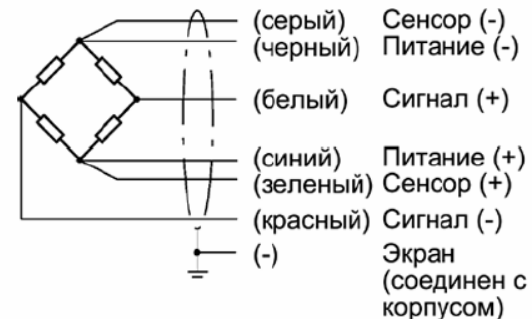 (серый) Сенсор (-)
(черный) Питание (-)
(белый) Сигнал (+)
(синий) Питание (+)
(зеленый) Сенсор (+)
(красный) Сигнал (-)
(-) Экран
(соединен с
корпусом)